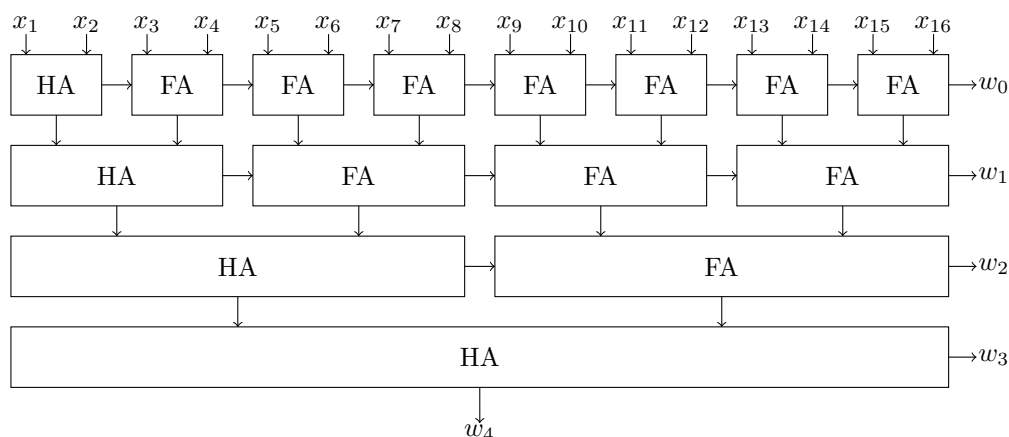 x₁ x₂ x₃ x₄ x₅ x₆ x₇ x₈ x₉ x₁₀ x₁₁ x₁₂ x₁₃ x₁₄ x₁₅ x₁₆
HA FA FA FA FA FA FA FA w₀
HA FA FA FA w₁
HA FA w₂
HA w₃
w₄